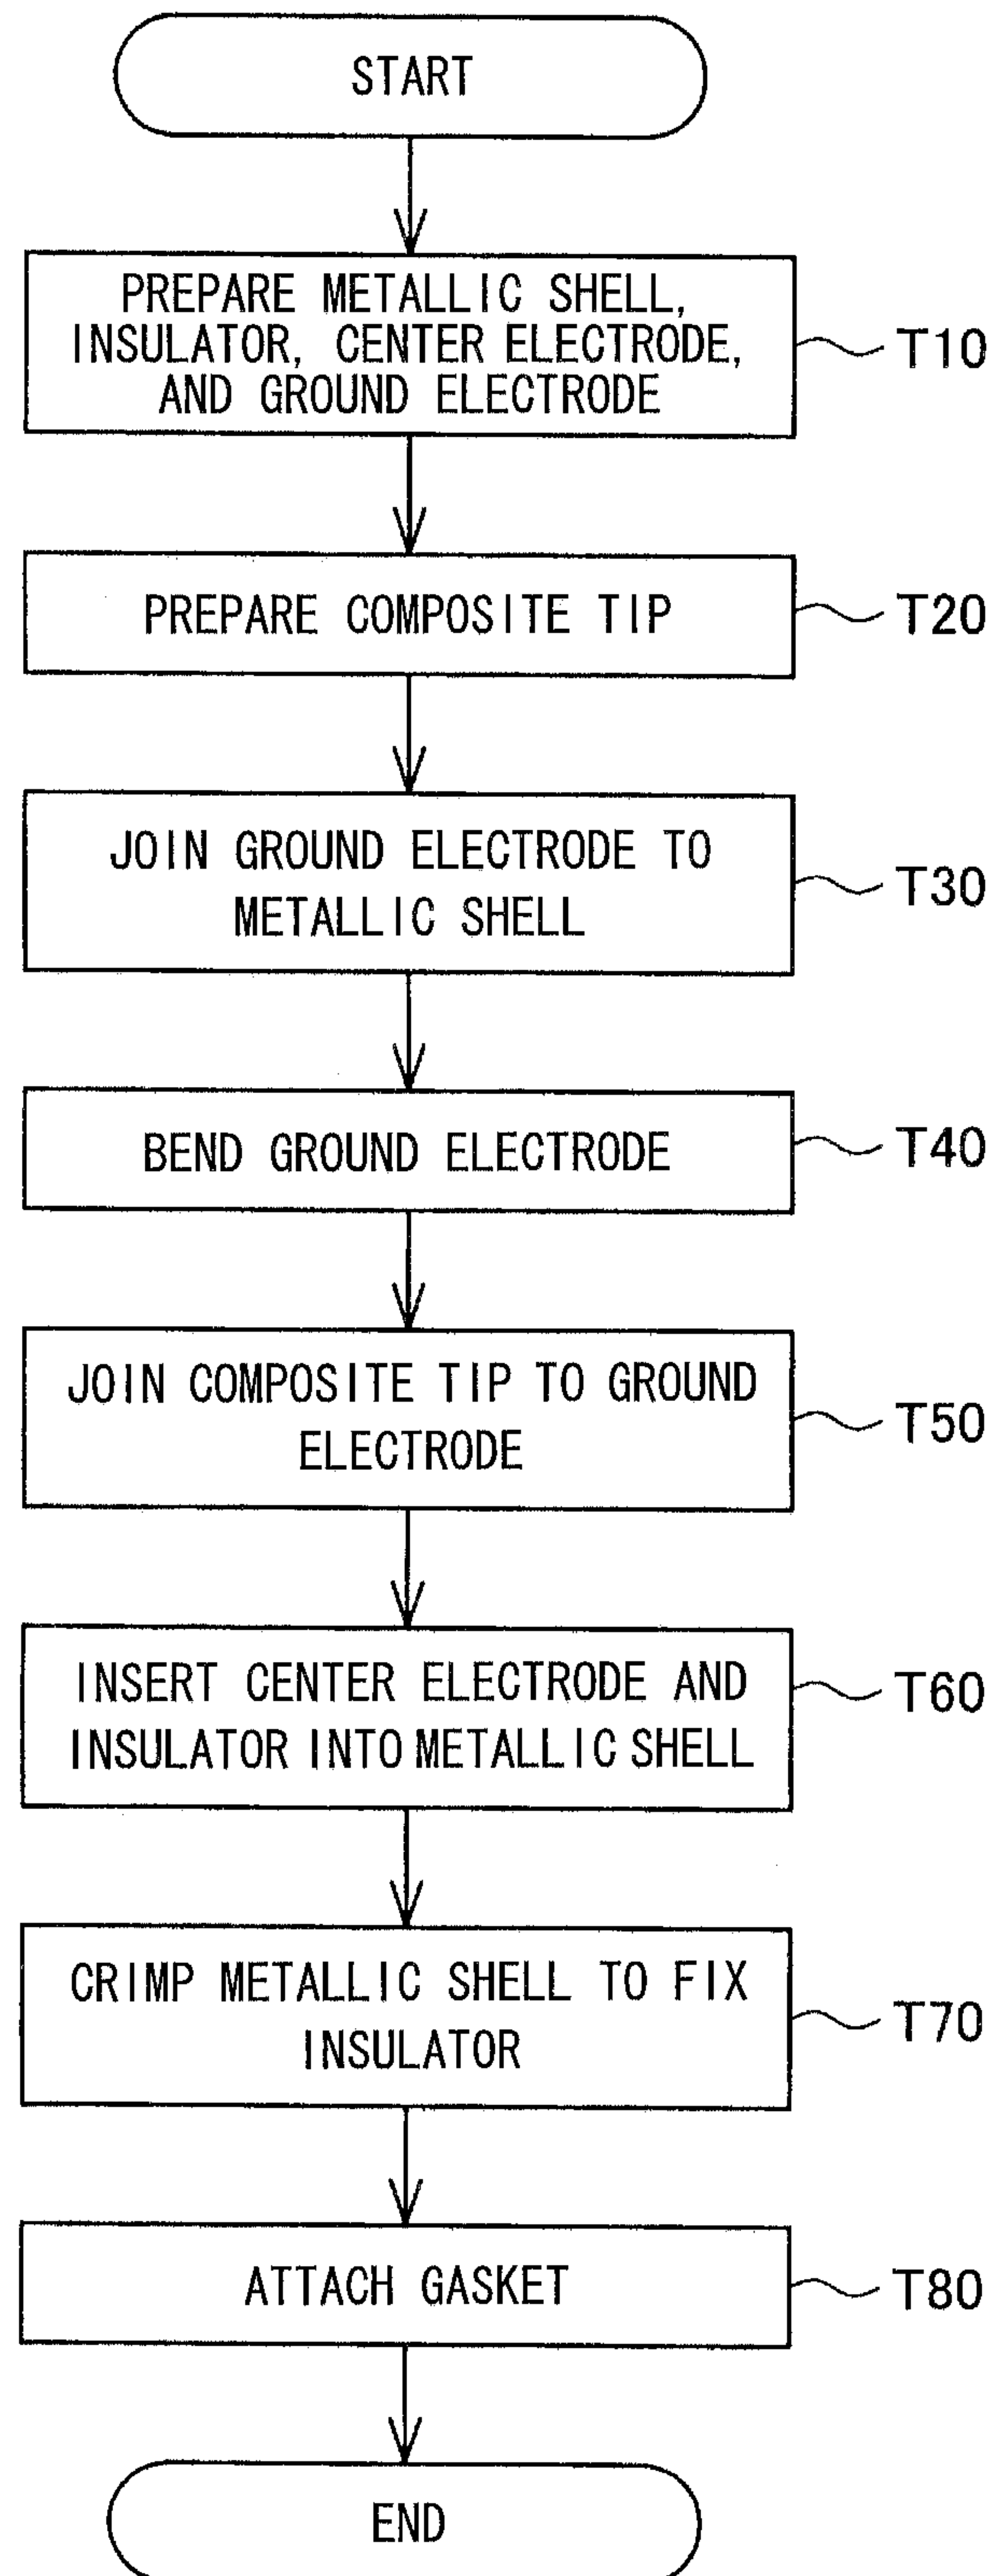 START
PREPARE METALLIC SHELL,
INSULATOR, CENTER ELECTRODE,
AND GROUND ELECTRODE
T10
PREPARE COMPOSITE TIP
T20
JOIN GROUND ELECTRODE TO
METALLIC SHELL
T30
BEND GROUND ELECTRODE
T40
JOIN COMPOSITE TIP TO GROUND
ELECTRODE
T50
INSERT CENTER ELECTRODE AND
INSULATOR INTO METALLIC SHELL
T60
CRIMP METALLIC SHELL TO FIX
INSULATOR
T70
ATTACH GASKET
T80
END